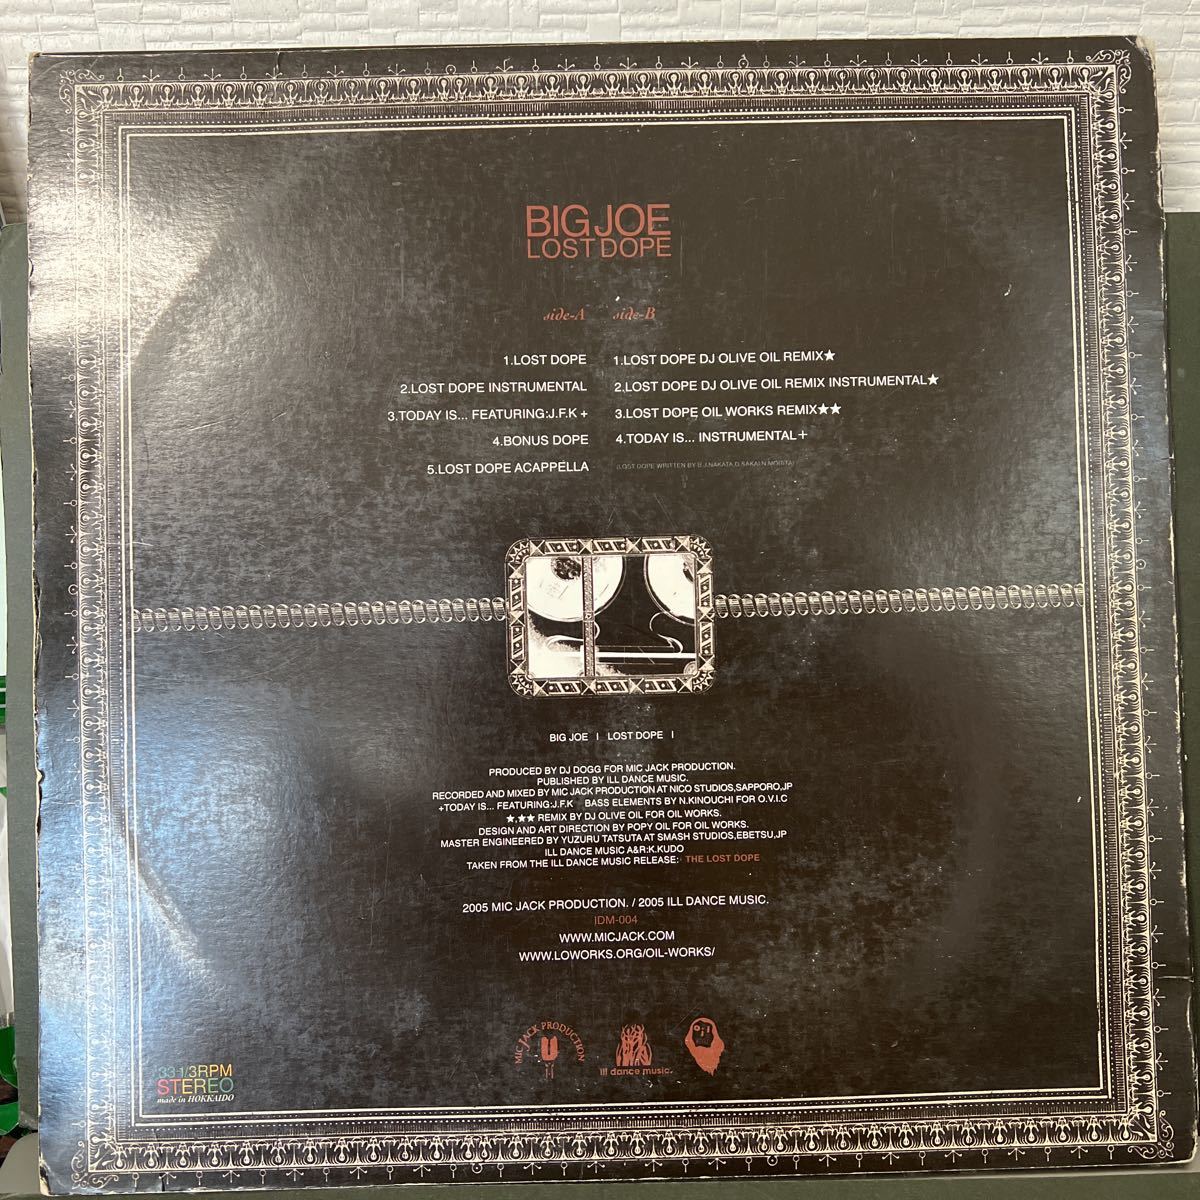 BIG JOE
LOST DOPE
side-A
1.LOST DOPE
2.LOST DOPE INSTRUMENTAL
3.TODAY IS... FEATURING:J.F.K +
4.BONUS DOPE
5.LOST DOPE ACAPPELLA
side-B
1.LOST DOPE DJ OLIVE OIL REMIX★
2.LOST DOPE DJ OLIVE OIL REMIX INSTRUMENTAL★
3.LOST DOPE OIL WORKS REMIX★★
4.TODAY IS... INSTRUMENTAL+
(LOST DOPE WRITTEN BY B.J.NAKATA,D.SAKAI,N.MORITA)
BIG JOE | LOST DOPE |
PRODUCED BY DJ DOGG FOR MIC JACK PRODUCTION.
PUBLISHED BY ILL DANCE MUSIC.
RECORDED AND MIXED BY MIC JACK PRODUCTION AT NICO STUDIOS,SAPPORO,JP
+TODAY IS... FEATURING:J.F.K BASS ELEMENTS BY N.KINOUCHI FOR O.V.I.C
★,★★ REMIX BY DJ OLIVE OIL FOR OIL WORKS.
DESIGN AND ART DIRECTION BY POPY OIL FOR OIL WORKS.
MASTER ENGINEERED BY YUZURU TATSUTA AT SMASH STUDIOS,EBETSU,JP
ILL DANCE MUSIC A&R:K.KUDO
TAKEN FROM THE ILL DANCE MUSIC RELEASE: THE LOST DOPE
2005 MIC JACK PRODUCTION. / 2005 ILL DANCE MUSIC.
IDM-004
WWW.MICJACK.COM
WWW.LOWORKS.ORG/OIL-WORKS/
MIC JACK PRODUCTION
ill dance music.
Oil
33 1/3RPM
STEREO
made in HOKKAIDO